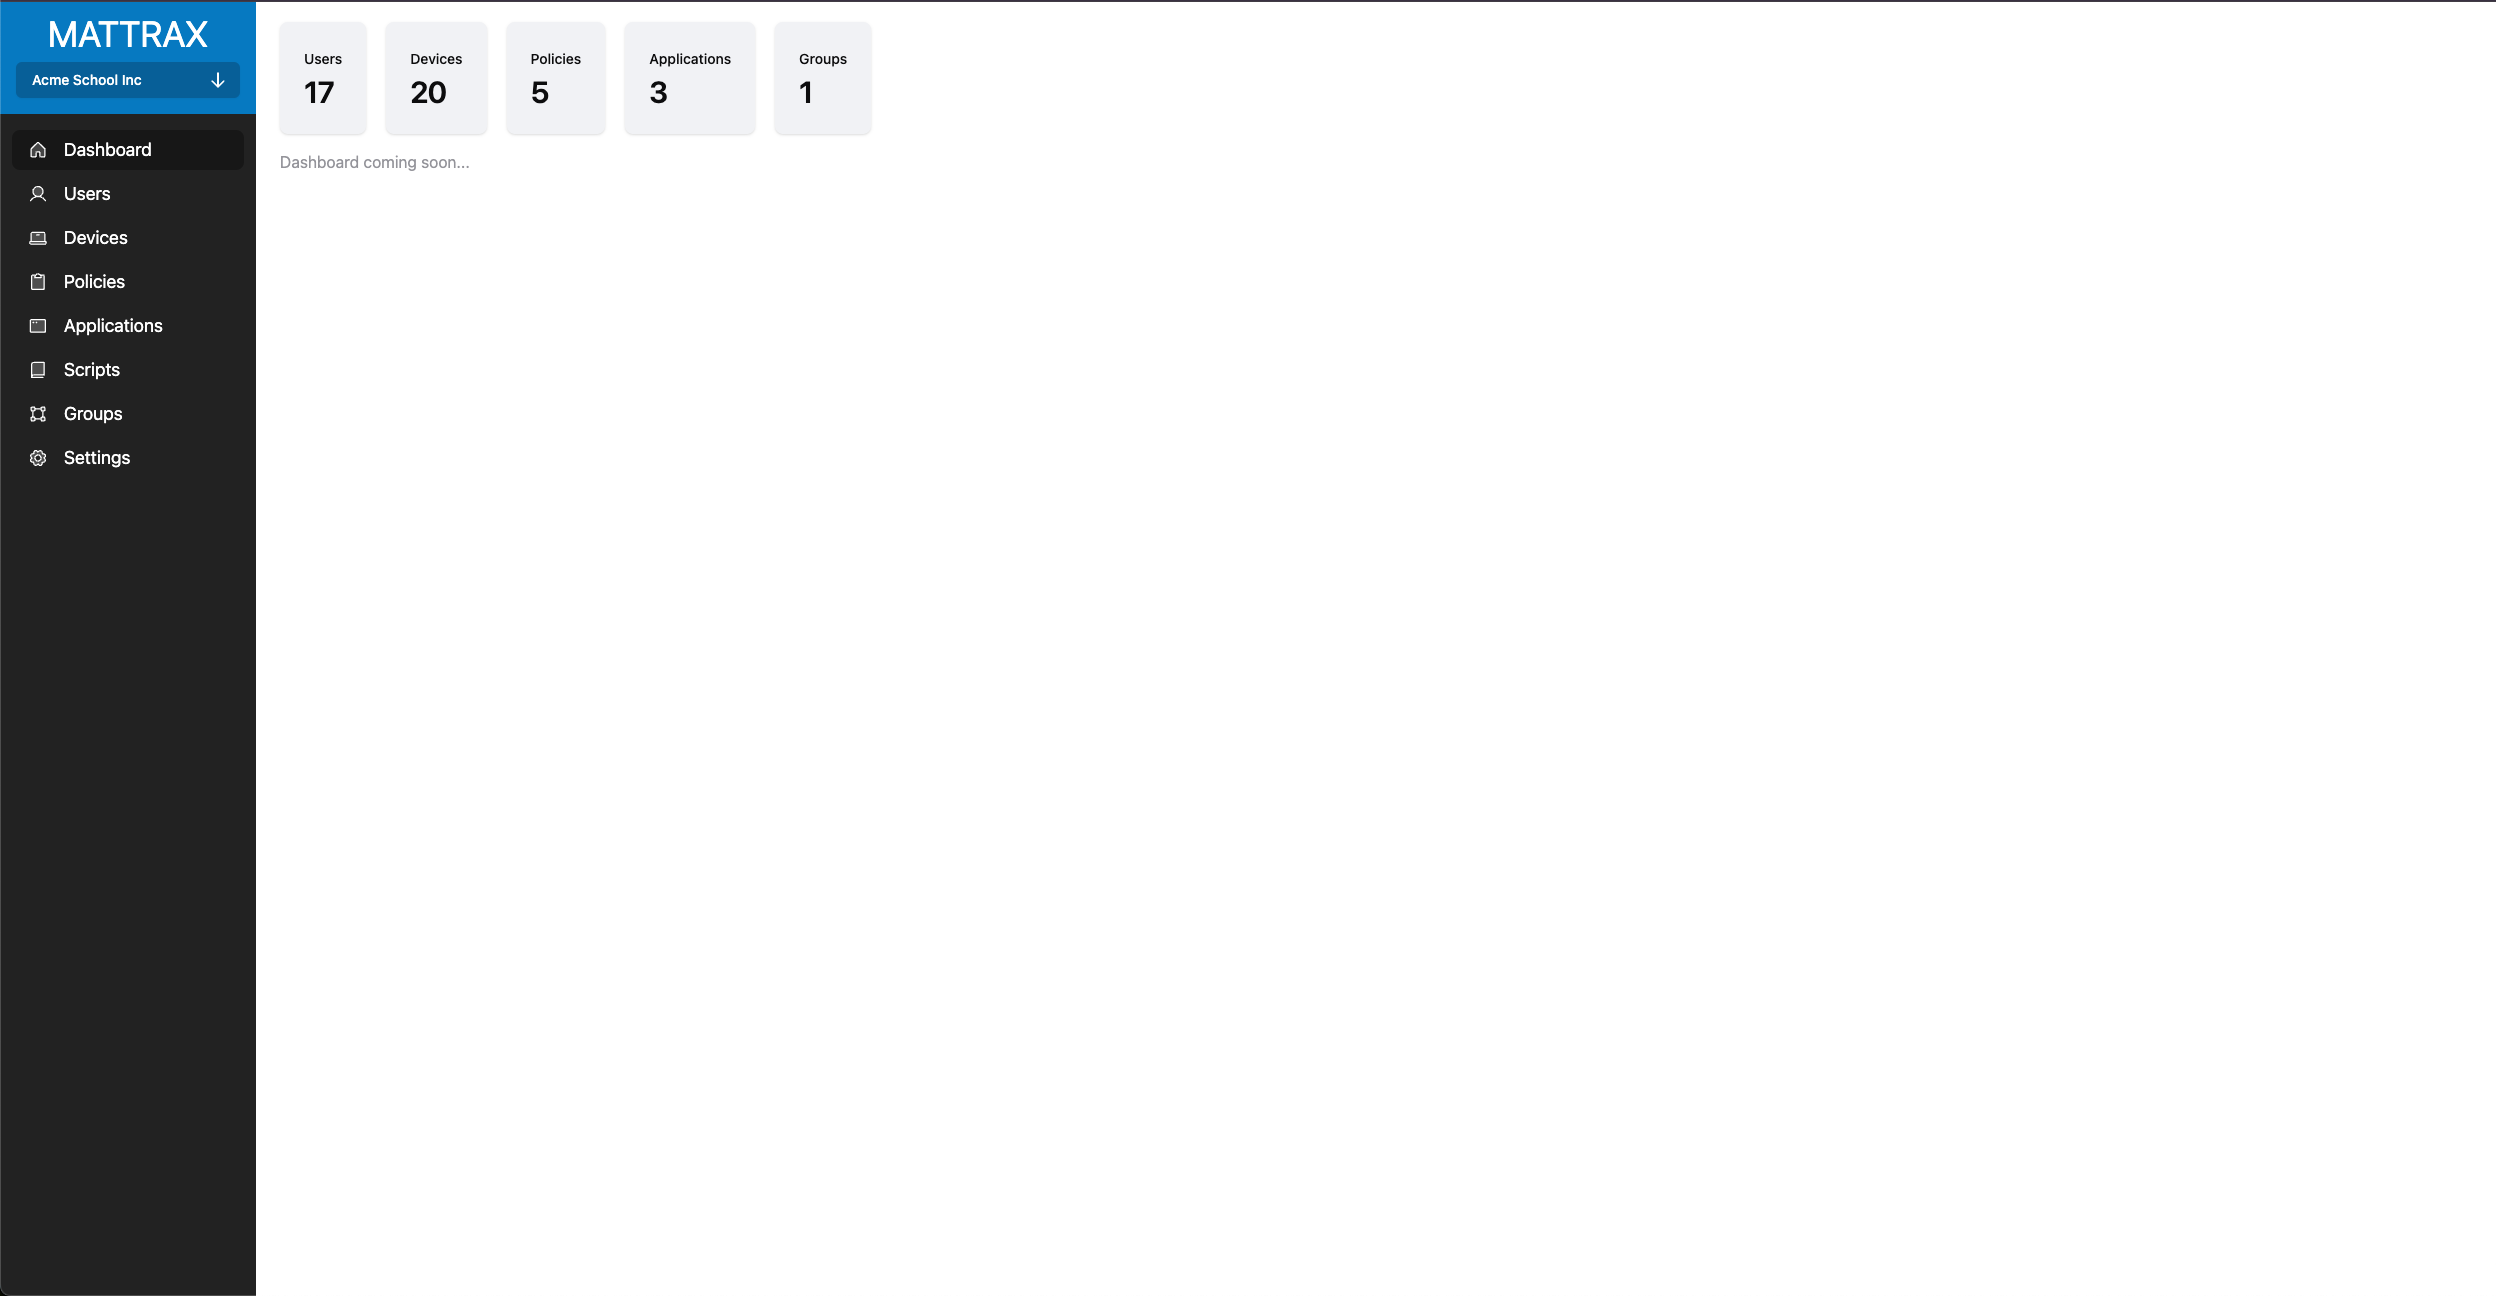 MATTRAX
Acme School Inc
Dashboard
Users
Devices
Policies
Applications
Scripts
Groups
Settings
Users
17
Devices
20
Policies
5
Applications
3
Groups
1
Dashboard coming soon...